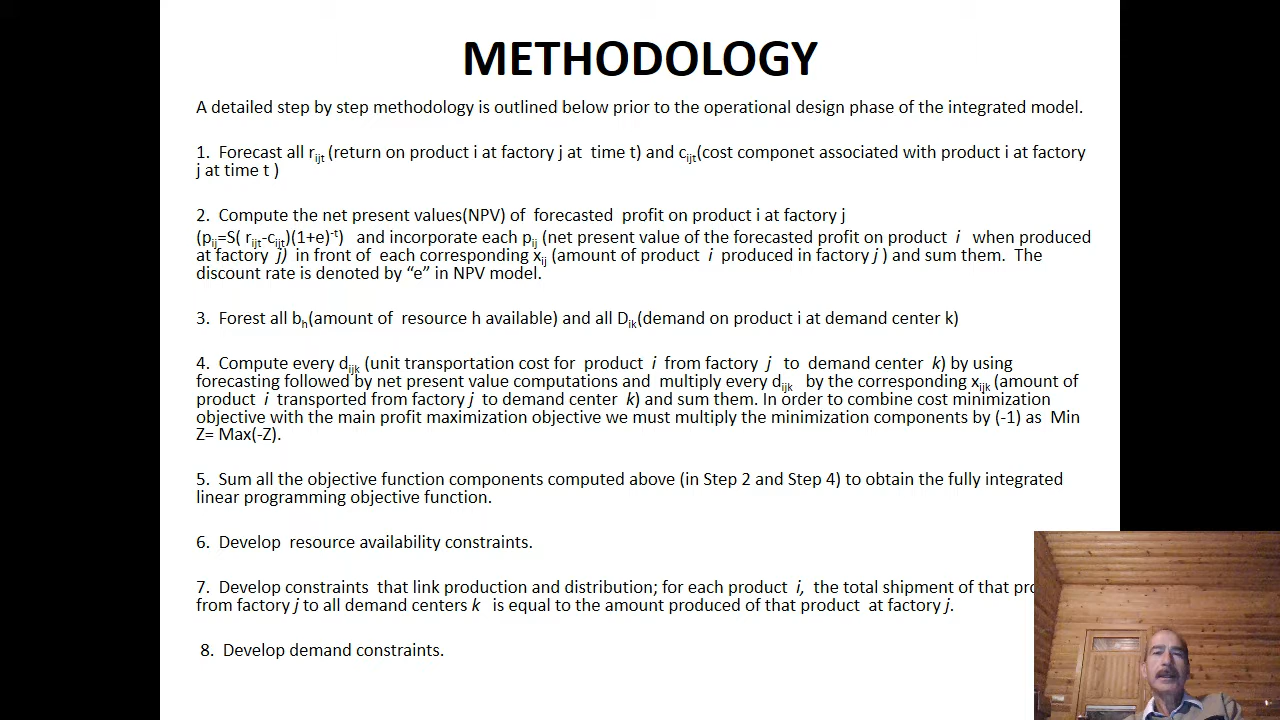 METHODOLOGY
A detailed step by step methodology is outlined below prior to the operational design phase of the integrated model.
1. Forecast all rijt (return on product i at factory j at time t) and cijt(cost componet associated with product i at factory
j at time t )
2. Compute the net present values(NPV) of forecasted profit on product i at factory j
(pij=S( rijt-cijt)(1+e)-t) and incorporate each pij (net present value of the forecasted profit on product i when produced
at factory j) in front of each corresponding xij (amount of product i produced in factory j ) and sum them. The
discount rate is denoted by “e” in NPV model.
3. Forest all bh(amount of resource h available) and all Dik(demand on product i at demand center k)
4. Compute every dijk (unit transportation cost for product i from factory j to demand center k) by using
forecasting followed by net present value computations and multiply every dijk by the corresponding xijk (amount of
product i transported from factory j to demand center k) and sum them. In order to combine cost minimization
objective with the main profit maximization objective we must multiply the minimization components by (-1) as Min
Z= Max(-Z).
5. Sum all the objective function components computed above (in Step 2 and Step 4) to obtain the fully integrated
linear programming objective function.
6. Develop resource availability constraints.
7. Develop constraints that link production and distribution; for each product i, the total shipment of that
from factory j to all demand centers k is equal to the amount produced of that product at factory j.
8. Develop demand constraints.